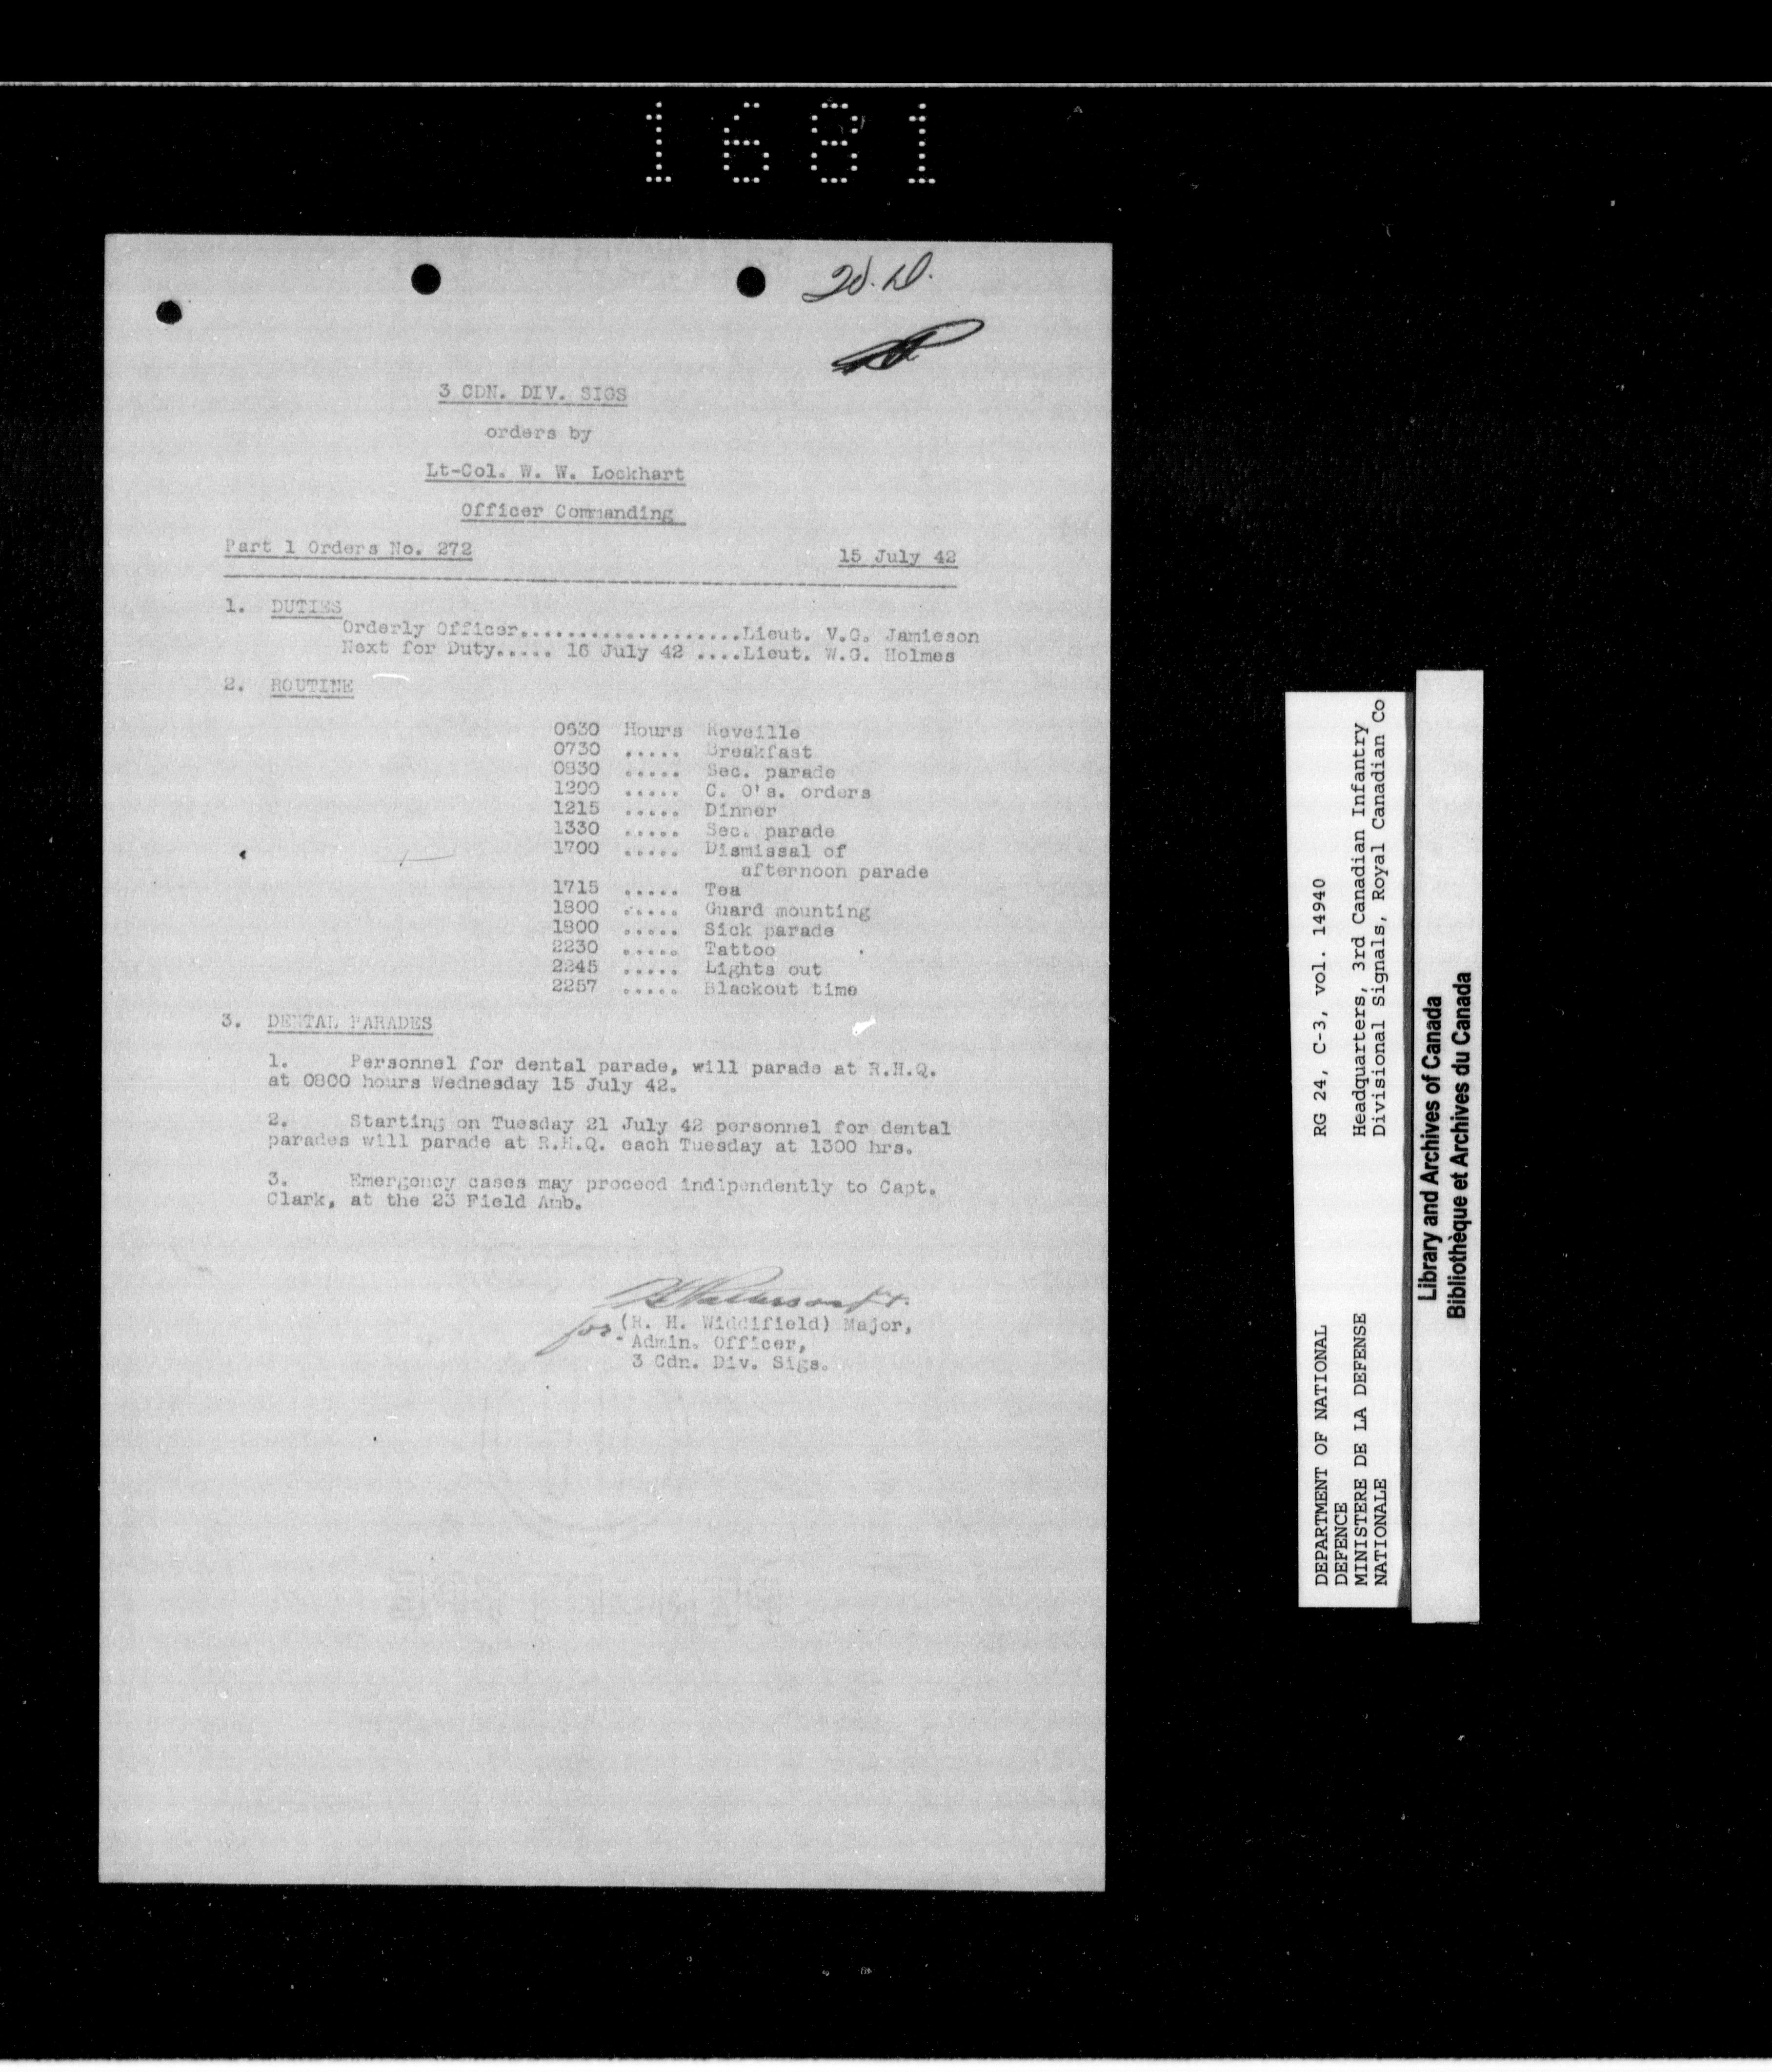 1681
3 CDN. DIV. SIGS
orders by
Lt-Col. W. W. Lockhart
Officer Commanding
Part 1 Orders No. 272 15 July 42
1. DUTIES
Orderly Officer...................Lieut. V.G. Jamieson
Next for Duty..... 16 July 42 ....Lieut. W.G. Holmes
2. ROUTINE
0630 Hours Reveille
0730 ..... Breakfast
0830 ..... Sec. parade
1200 ..... C. O's. orders
1215 ..... Dinner
1330 ..... Sec. parade
1700 ..... Dismissal of
afternoon parade
1715 ..... Tea
1800 ..... Guard mounting
1800 ..... Sick parade
2230 ..... Tattoo
2245 ..... Lights out
2257 ..... Blackout time
3. DENTAL PARADES
1. Personnel for dental parade, will parade at R.H.Q.
at 0800 hours Wednesday 15 July 42.
2. Starting on Tuesday 21 July 42 personnel for dental
parades will parade at R.H.Q. each Tuesday at 1300 hrs.
3. Emergency cases may proceed indipendently to Capt.
Clark, at the 23 Field Amb.
for (R. H. Widdifield) Major,
Admin. Officer,
3 Cdn. Div. Sigs.
DEPARTMENT OF NATIONAL RG 24, C-3, vol. 14940
DEFENCE
MINISTERE DE LA DEFENSE Headquarters, 3rd Canadian Infantry
NATIONALE Divisional Signals, Royal Canadian Co
Library and Archives of Canada
Bibliothèque et Archives du Canada